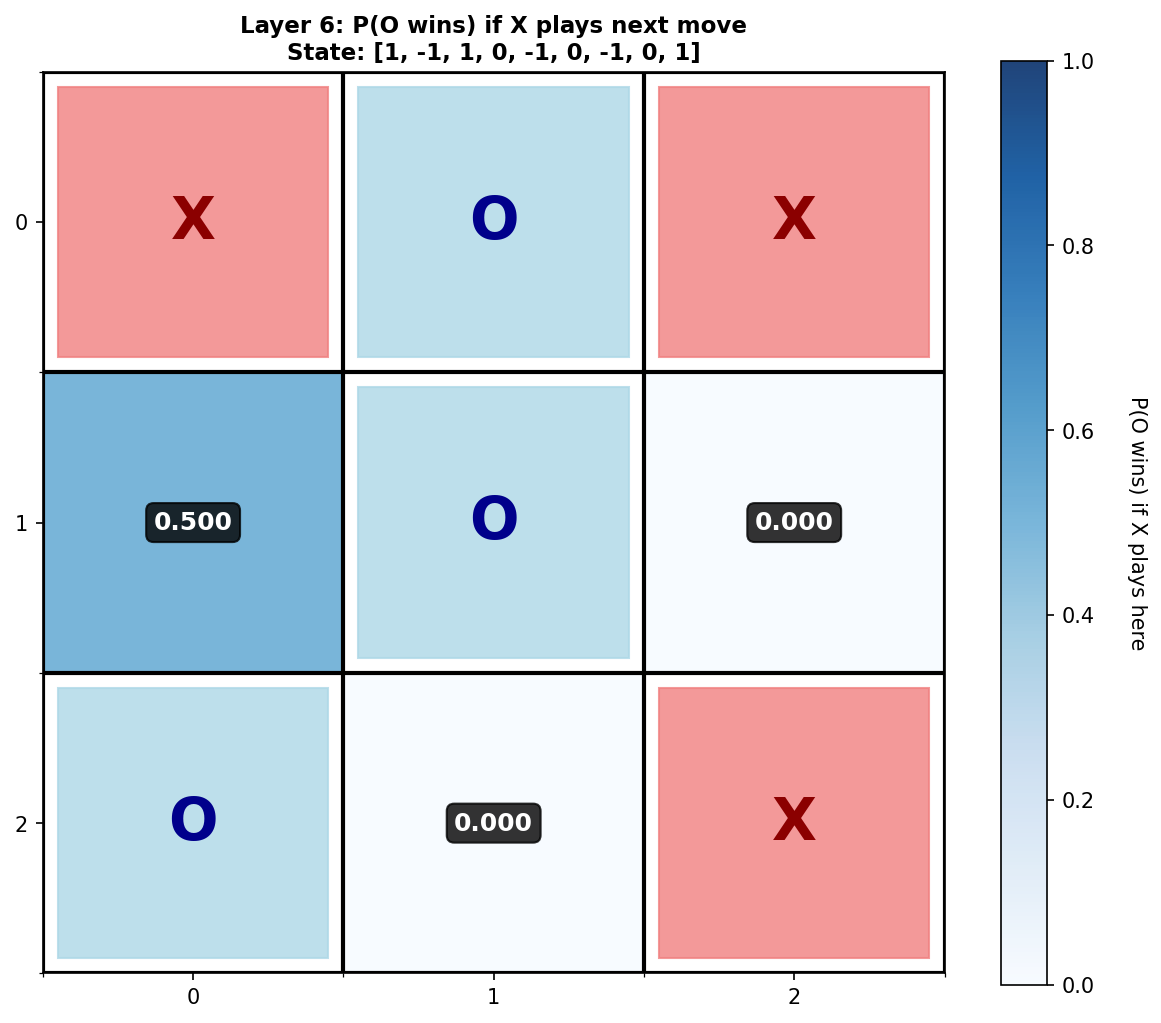 Layer 6: P(O wins) if X plays next move
State: [1, -1, 1, 0, -1, 0, -1, 0, 1]
X O X
0.500 O 0.000
O 0.000 X
0
1
2
0 1 2
1.0
0.8
0.6
0.4
0.2
0.0
P(O wins) if X plays here